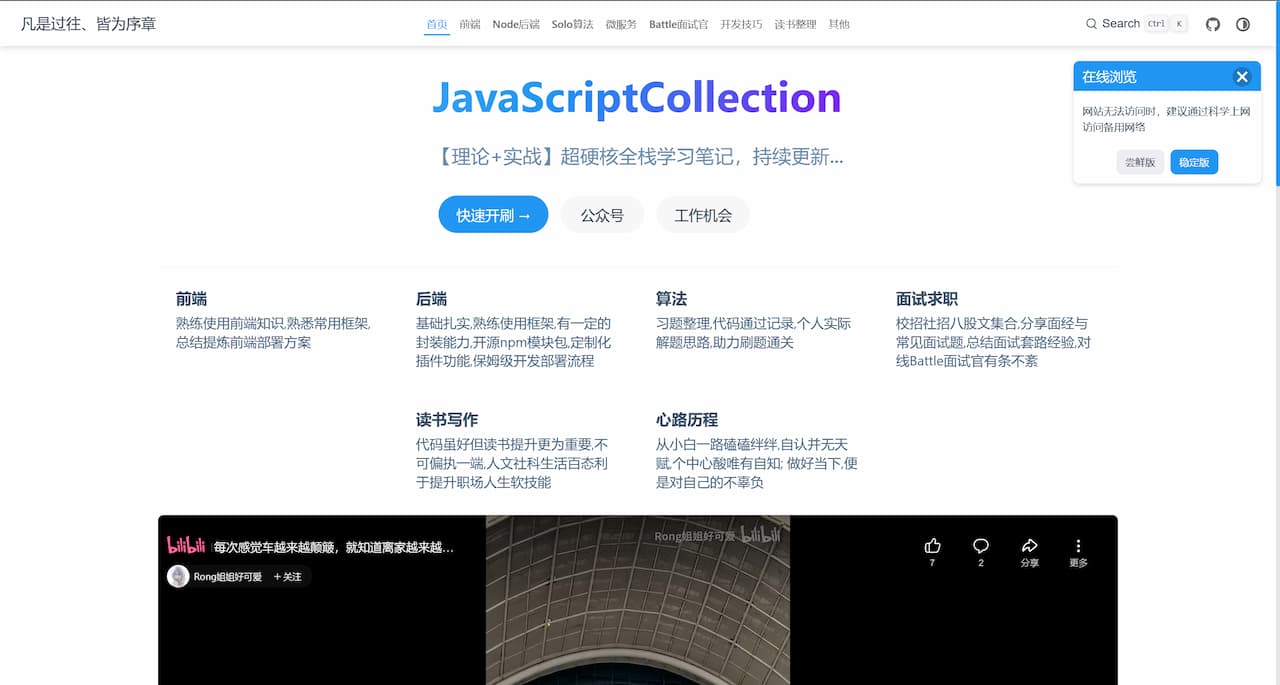 凡是过往、皆为序章
首页 前端 Node后端 Solo算法 微服务 Battle面试官 开发技巧 读书整理 其他
Search Ctrl K
在线浏览
网站无法访问时，建议通过科学上网
访问备用网络
尝鲜版 稳定版
JavaScriptCollection
【理论+实战】超硬核全栈学习笔记，持续更新...
快速开刷 →
公众号
工作机会
前端
熟练使用前端知识,熟悉常用框架,
总结提炼前端部署方案
后端
基础扎实,熟练使用框架,有一定的
封装能力,开源npm模块包,定制化
插件功能,保姆级开发部署流程
算法
习题整理,代码通过记录,个人实际
解题思路,助力刷题通关
面试求职
校招社招八股文集合,分享面经与
常见面试题,总结面试套路经验,对
线Battle面试官有条不紊
读书写作
代码虽好但读书提升更为重要,不
可偏执一端,人文社科生活百态利
于提升职场人生软技能
心路历程
从小白一路磕磕绊绊,自认并无天
赋,个中心酸唯有自知; 做好当下,便
是对自己的不辜负
bilibili 每次感觉车越来越颠簸，就知道离家越来越...
Rong姐姐好可爱 +关注
Rong姐姐好可爱 bilibili
7
2
分享
更多